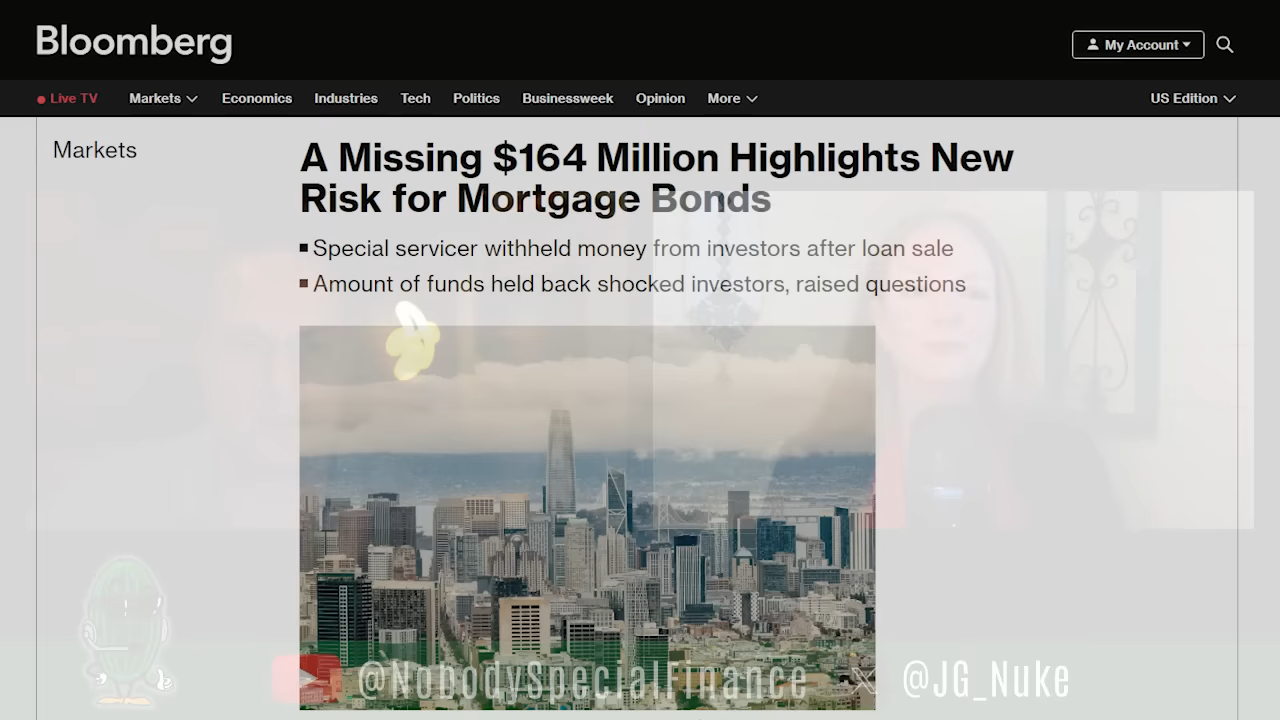 Bloomberg
My Account
Live TV Markets Economics Industries Tech Politics Businessweek Opinion More US Edition
Markets
A Missing $164 Million Highlights New
Risk for Mortgage Bonds
Special servicer withheld money from investors after loan sale
Amount of funds held back shocked investors, raised questions
@NobodySpecialFinance X @JG_Nuke